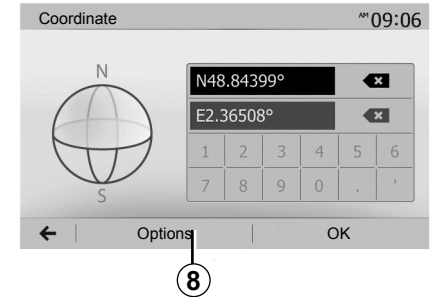 Coordinate AM 09:06
N
N48.84399°
E2.36508°
1 2 3 4 5 6
7 8 9 0 . '
S
← Options OK
8